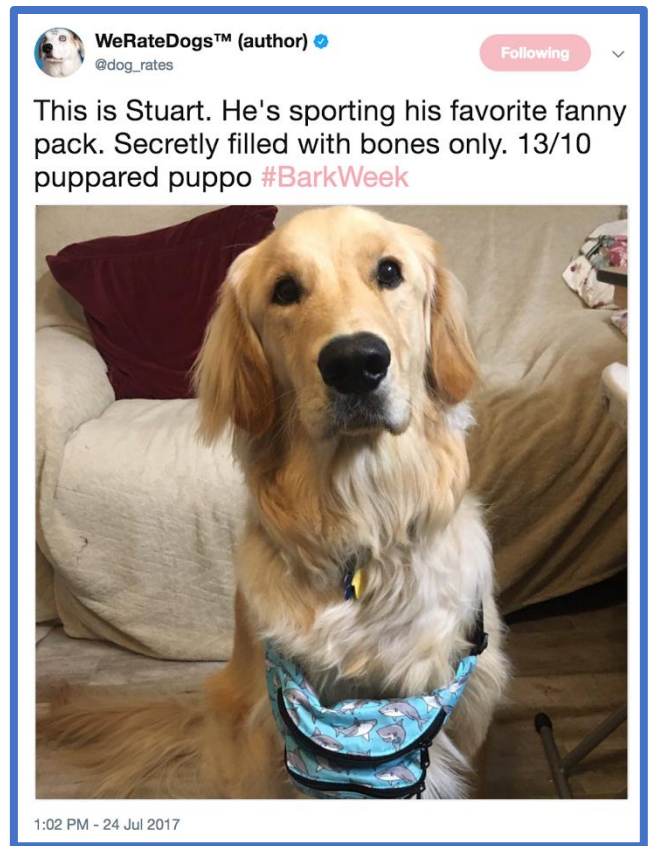 WeRateDogs™ (author)
@dog_rates
Following
This is Stuart. He's sporting his favorite fanny
pack. Secretly filled with bones only. 13/10
puppared puppo #BarkWeek
1:02 PM - 24 Jul 2017